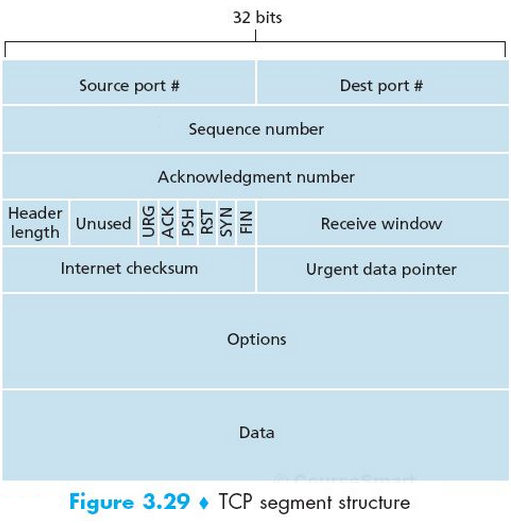 32 bits
Source port # Dest port #
Sequence number
Acknowledgment number
Header length Unused URG ACK PSH RST SYN FIN Receive window
Internet checksum Urgent data pointer
Options
Data
Figure 3.29 ♦ TCP segment structure